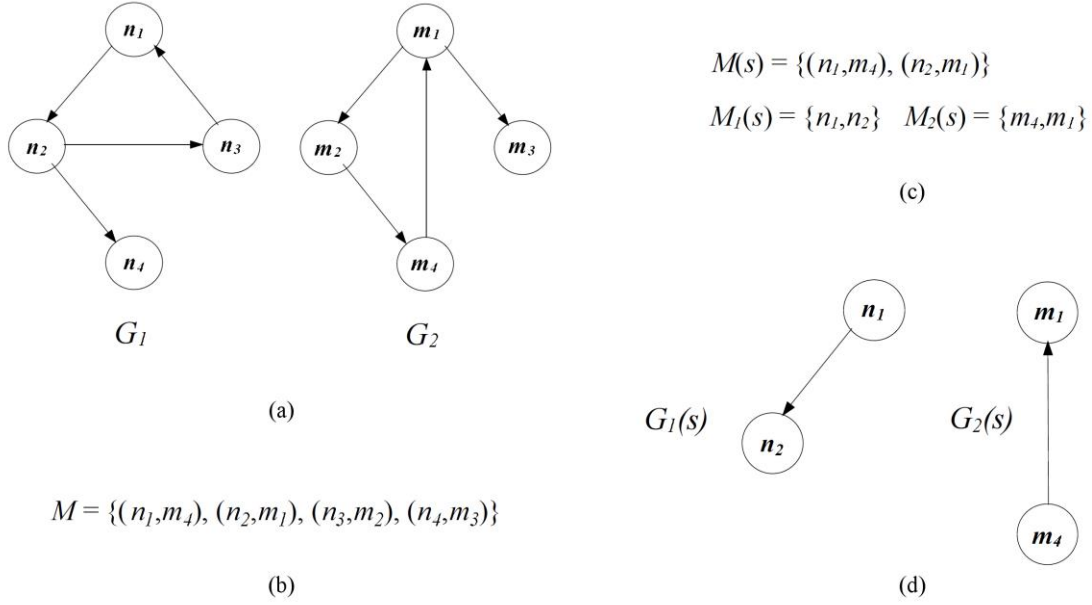 n₁
n₂
n₃
n₄
G₁
m₁
m₂
m₃
m₄
G₂
(a)
M = {(n₁,m₄), (n₂,m₁), (n₃,m₂), (n₄,m₃)}
(b)
M(s) = {(n₁,m₄), (n₂,m₁)}
M₁(s) = {n₁,n₂} M₂(s) = {m₄,m₁}
(c)
n₁
G₁(s)
n₂
m₁
G₂(s)
m₄
(d)